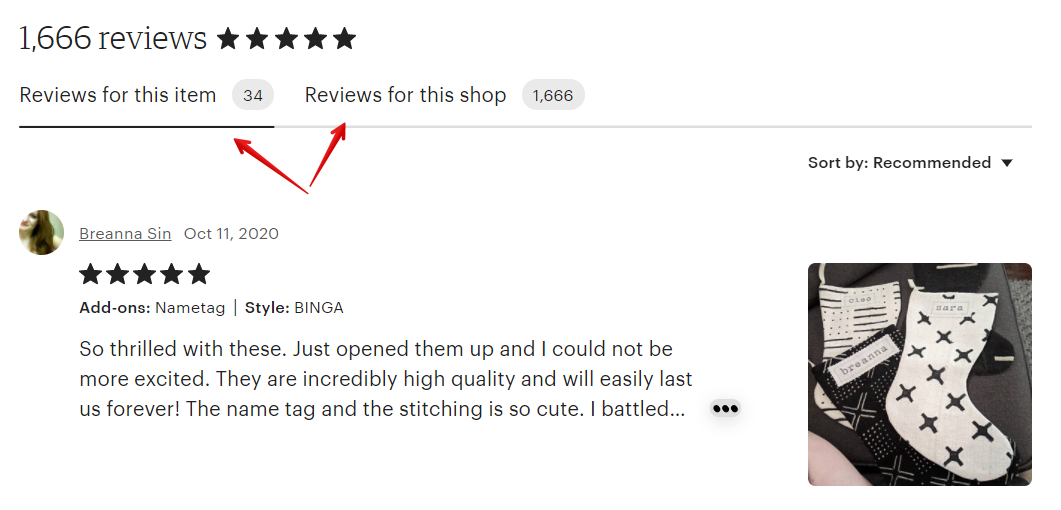 1,666 reviews
Reviews for this item 34 Reviews for this shop 1,666
Sort by: Recommended
Breanna Sin Oct 11, 2020
Add-ons: Nametag | Style: BINGA
So thrilled with these. Just opened them up and I could not be
more excited. They are incredibly high quality and will easily last
us forever! The name tag and the stitching is so cute. I battled...
cleo
sara
breanna